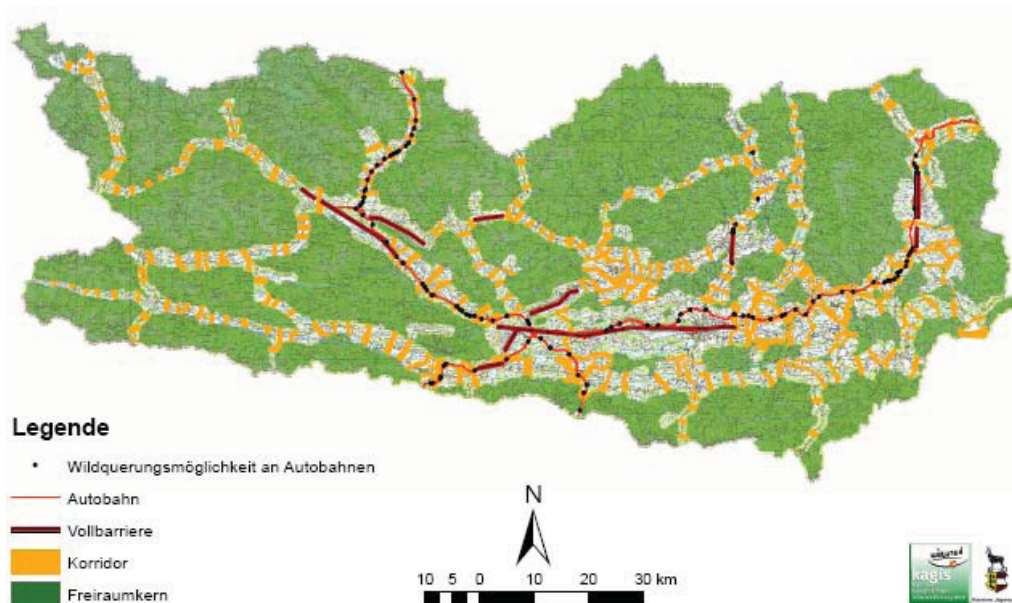 Legende
Wildquerungsmöglichkeit an Autobahnen
Autobahn
Vollbarriere
Korridor
Freiraumkern
N
10 5 0 10 20 30 km
kagis